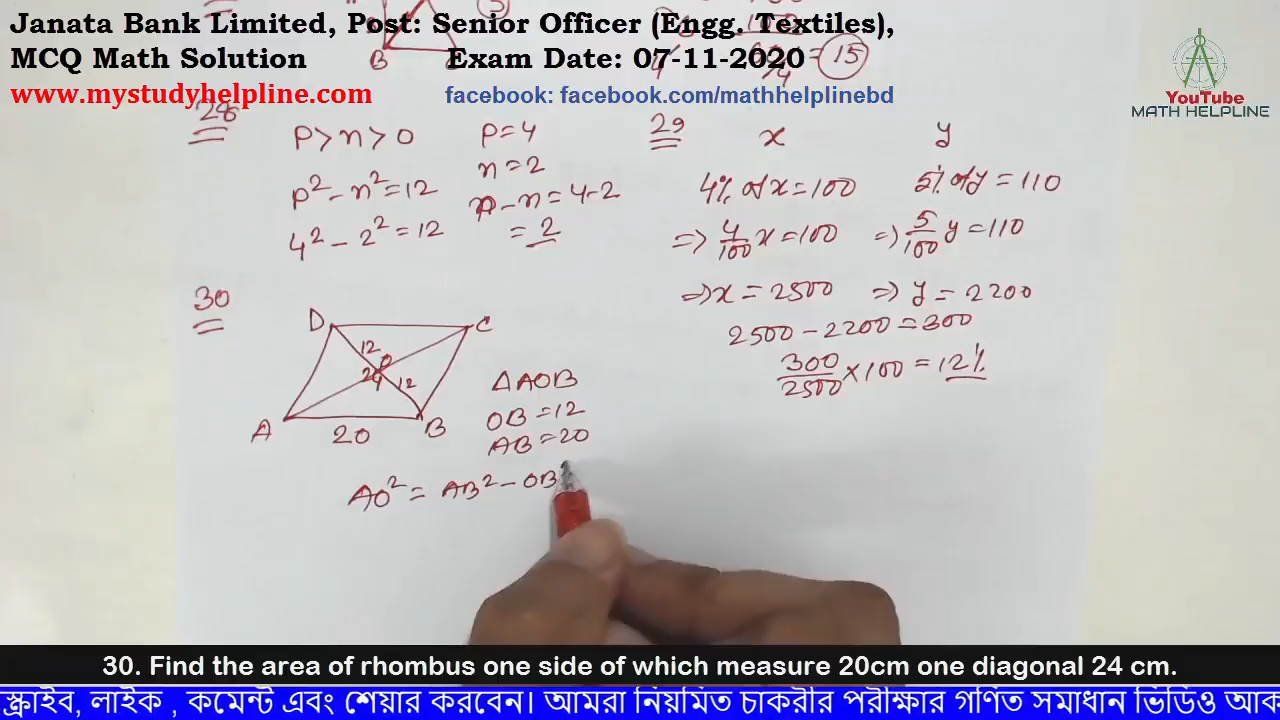 Janata Bank Limited, Post: Senior Officer (Engg. Textiles),
MCQ Math Solution Exam Date: 07-11-2020
www.mystudyhelpline.com facebook: facebook.com/mathhelplinebd
YouTube
MATH HELPLINE
B
= 15
28
P>n>0
P²-n²=12
4²-2²=12
P=4
n=2
p-n=4-2
=2
29
x
4% of x=100
=> 4/100 x=100
=> x=2500
y
5% of y=110
=> 5/100 y=110
=> y=2200
2500-2200=300
300/2500 ×100=12%
30
D C
12 O
24 12
A 20 B
ΔAOB
OB=12
AB=20
AO²=AB²-OB²
30. Find the area of rhombus one side of which measure 20cm one diagonal 24 cm.
স্ক্রাইব, লাইক , কমেন্ট এবং শেয়ার করবেন। আমরা নিয়মিত চাকরীর পরীক্ষার গণিত সমাধান ভিডিও আক